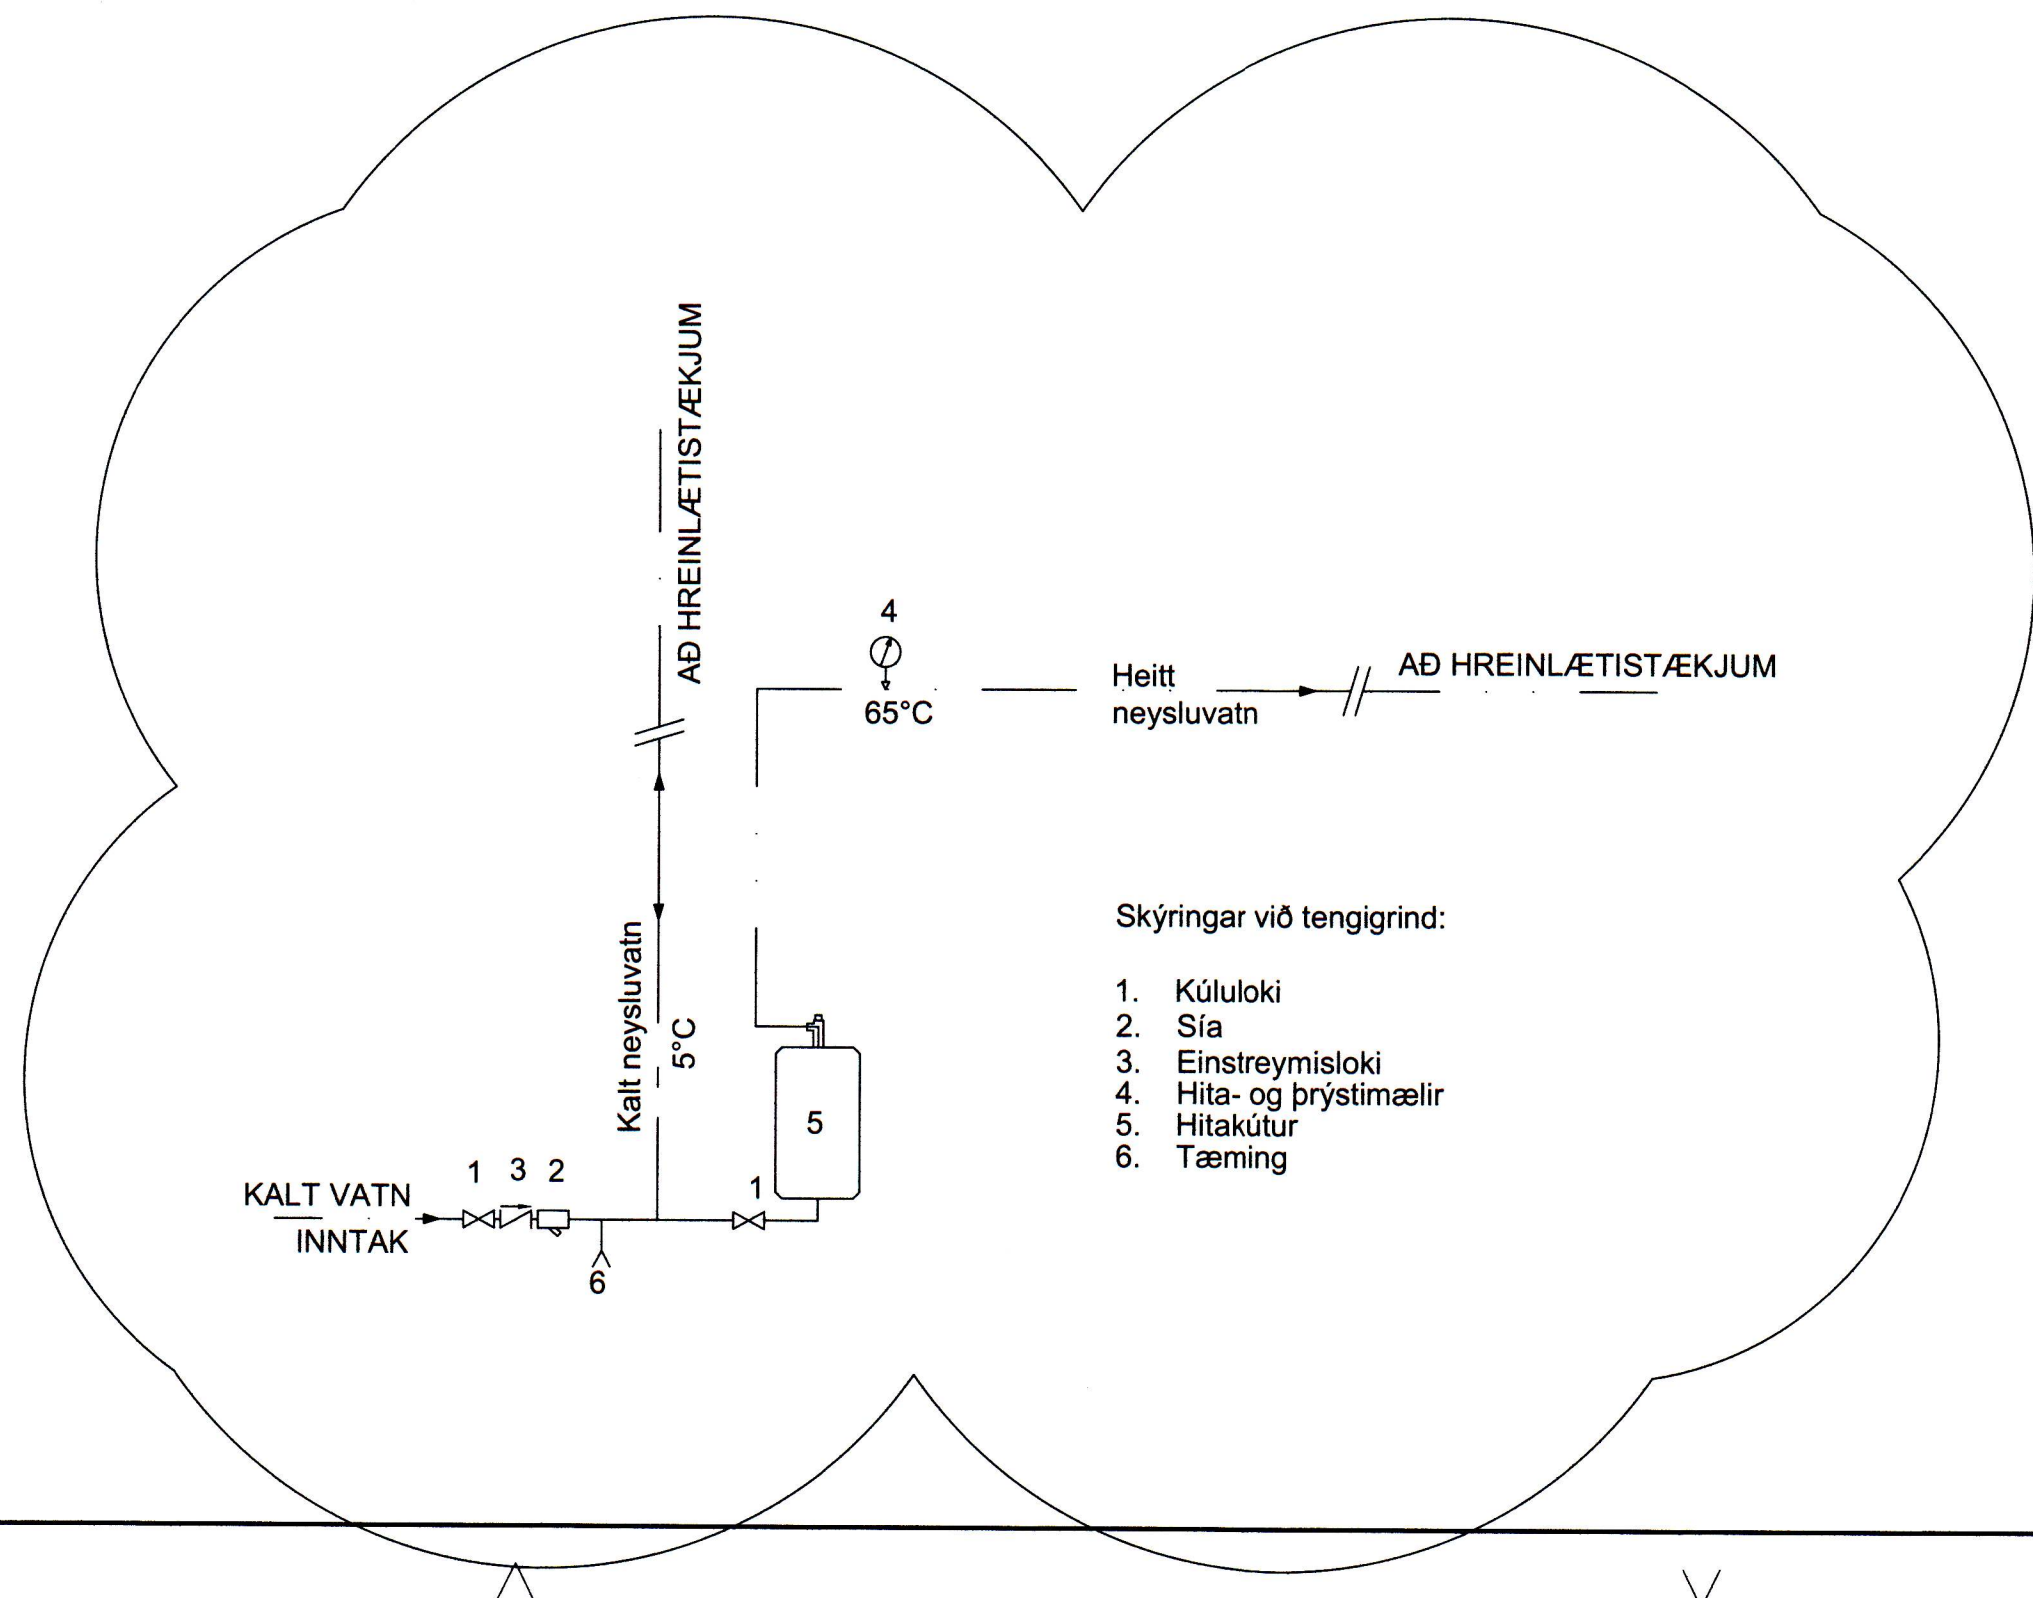 AÐ HREINLÆTISTÆKJUM
4
65°C
Heitt
neysluvatn
AÐ HREINLÆTISTÆKJUM
Kalt neysluvatn
5°C
Skýringar við tengigrind:
1. Kúluloki
2. Sía
3. Einstreymisloki
4. Hita- og þrýstimælir
5. Hitakútur
6. Tæming
5
1 3 2
1
KALT VATN
INNTAK
6